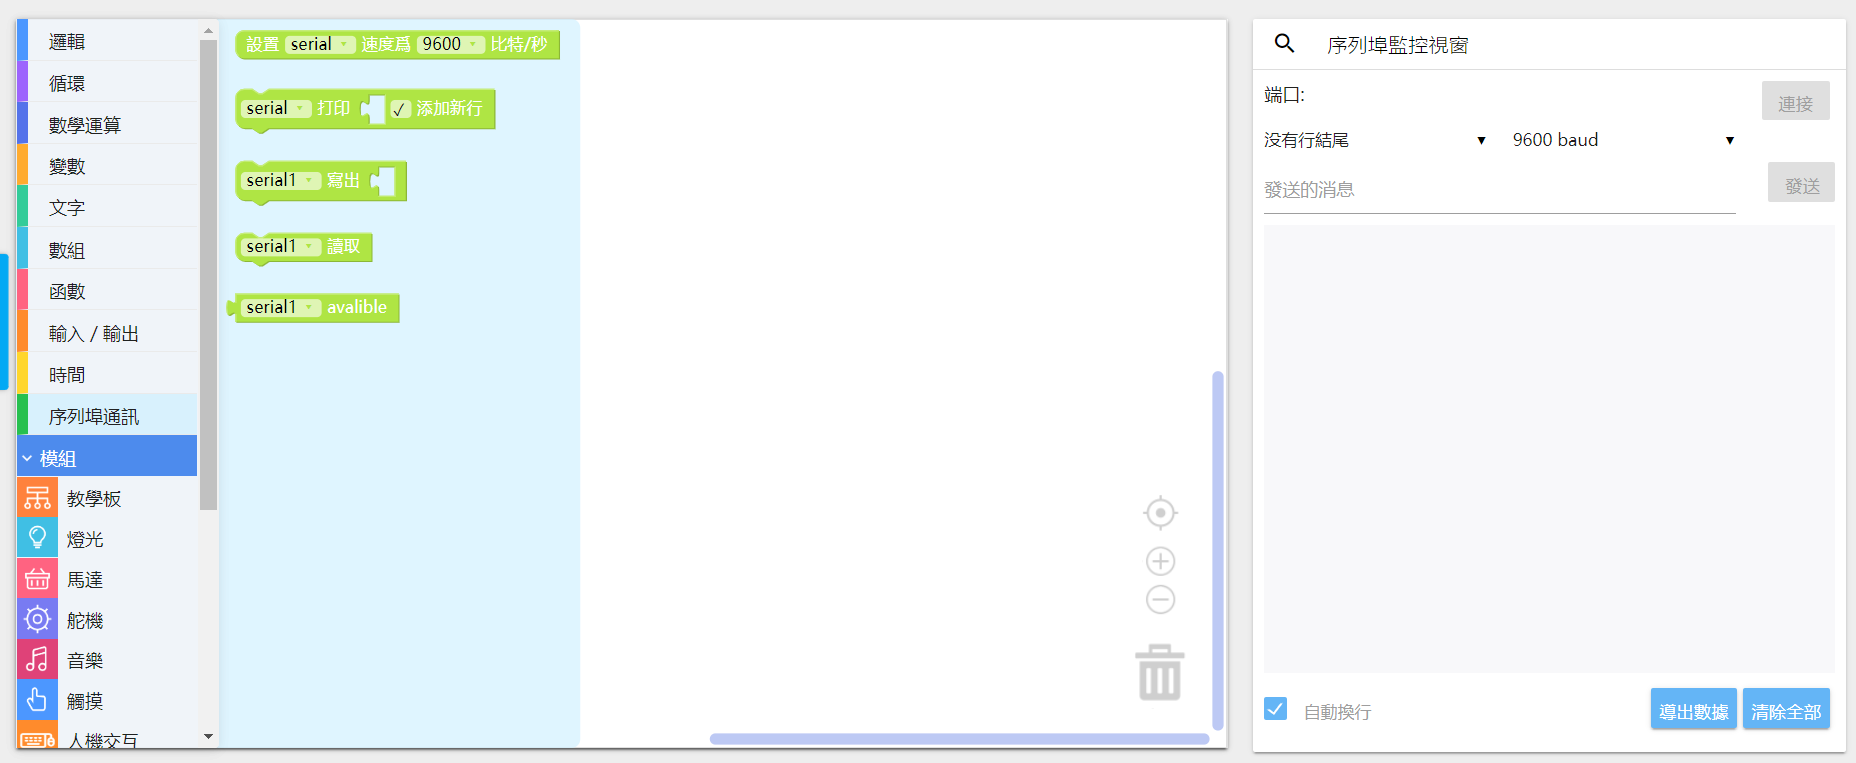 邏輯
循環
數學運算
變數
文字
數組
函數
輸入 / 輸出
時間
序列埠通訊
模組
教學板
燈光
馬達
舵機
音樂
觸摸
人機交互
設置 serial 速度爲 9600 比特/秒
serial 打印 ✓ 添加新行
serial1 寫出
serial1 讀取
serial1 avalible
序列埠監控視窗
端口:
連接
没有行結尾 9600 baud
發送的消息
發送
自動換行
導出數據
清除全部